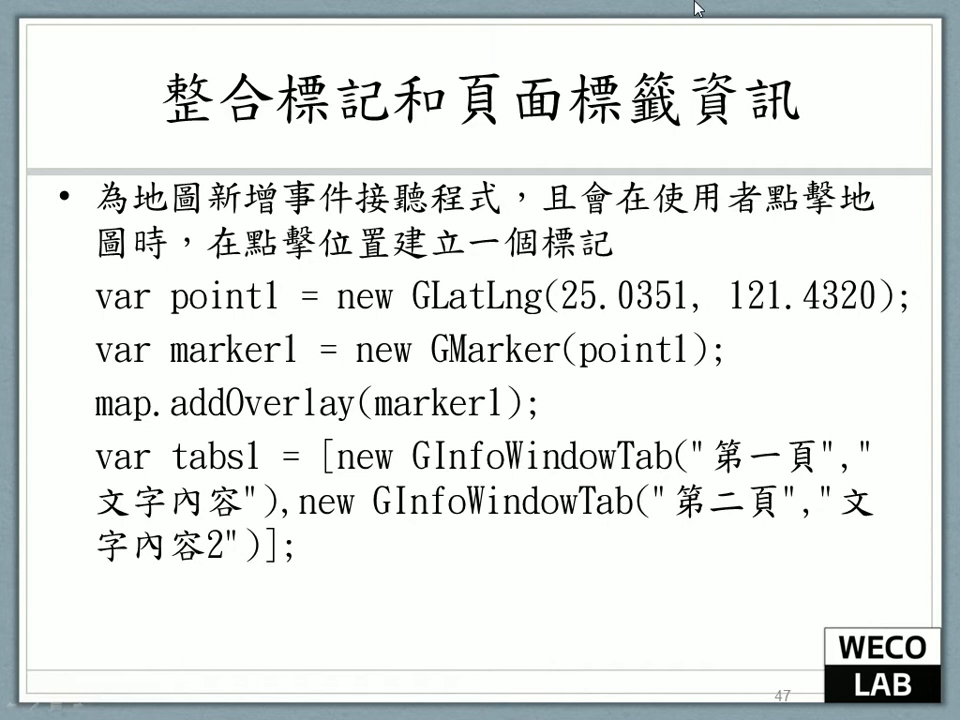 整合標記和頁面標籤資訊
• 為地圖新增事件接聽程式，且會在使用者點擊地
圖時，在點擊位置建立一個標記
var point1 = new GLatLng(25.0351, 121.4320);
var marker1 = new GMarker(point1);
map.addOverlay(marker1);
var tabs1 = [new GInfoWindowTab("第一頁","
文字內容"),new GInfoWindowTab("第二頁","文
字內容2")];
WECO
LAB
47